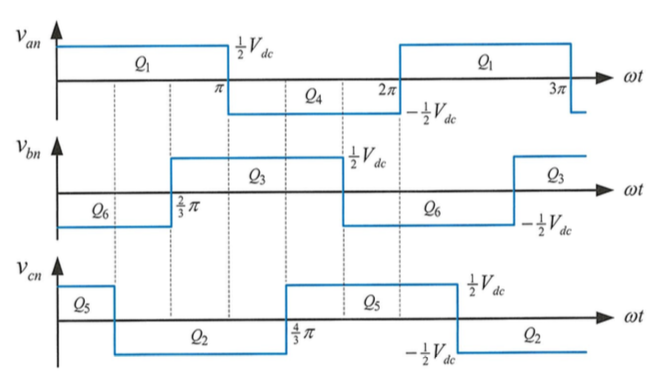 v_an
½V_dc
Q₁ Q₁
π 2π 3π ωt
Q₄
−½V_dc
v_bn
½V_dc
Q₃ Q₃
⅔π ωt
Q₆ Q₆
−½V_dc
v_cn
½V_dc
Q₅ Q₅
4/3 π ωt
Q₂ Q₂
−½V_dc